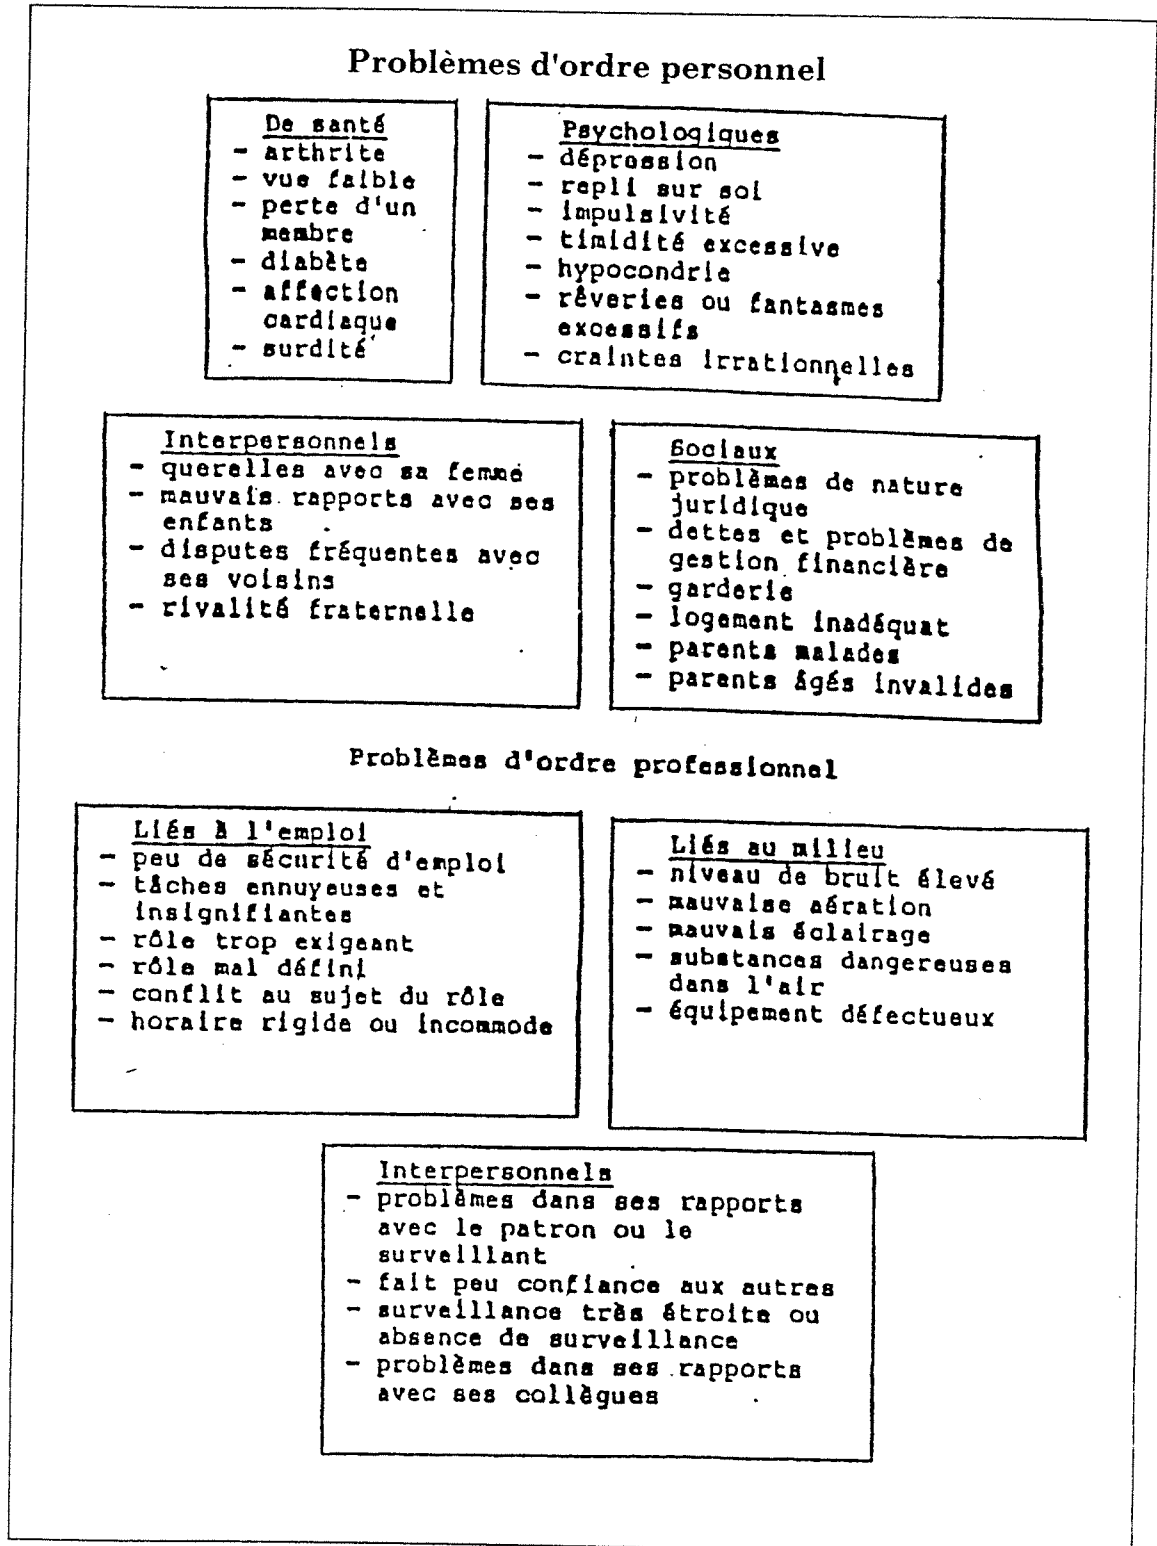 Problèmes d'ordre personnel
De santé
- arthrite
- vue faible
- perte d'un
membre
- diabète
- affection
cardiaque
- surdité
Psychologiques
- dépression
- repli sur soi
- impulsivité
- timidité excessive
- hypocondrie
- rêveries ou fantasmes
excessifs
- craintes irrationnelles
Interpersonnels
- querelles avec sa femme
- mauvais rapports avec ses
enfants
- disputes fréquentes avec
ses voisins
- rivalité fraternelle
Sociaux
- problèmes de nature
juridique
- dettes et problèmes de
gestion financière
- garderie
- logement inadéquat
- parents malades
- parents âgés invalides
Problèmes d'ordre professionnel
Liés à l'emploi
- peu de sécurité d'emploi
- tâches ennuyeuses et
insignifiantes
- rôle trop exigeant
- rôle mal défini
- conflit au sujet du rôle
- horaire rigide ou incommode
Liés au milieu
- niveau de bruit élevé
- mauvaise aération
- mauvais éclairage
- substances dangereuses
dans l'air
- équipement défectueux
Interpersonnels
- problèmes dans ses rapports
avec le patron ou le
surveillant
- fait peu confiance aux autres
- surveillance très étroite ou
absence de surveillance
- problèmes dans ses rapports
avec ses collègues